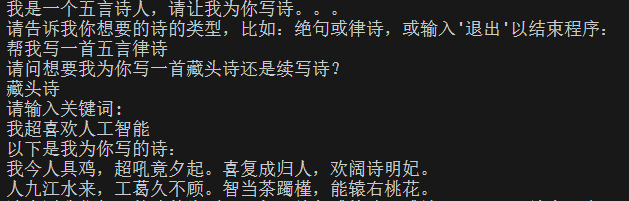 我是一个五言诗人，请让我为你写诗。。。
请告诉我你想要的诗的类型，比如：绝句或律诗，或输入'退出'以结束程序：
帮我写一首五言律诗
请问想要我为你写一首藏头诗还是续写诗？
藏头诗
请输入关键词：
我超喜欢人工智能
以下是我为你写的诗：
我今人具鸡，超吼竟夕起。喜复成归人，欢阔诗明妃。
人九江水来，工葛久不顾。智当茶躅槿，能辕右桃花。